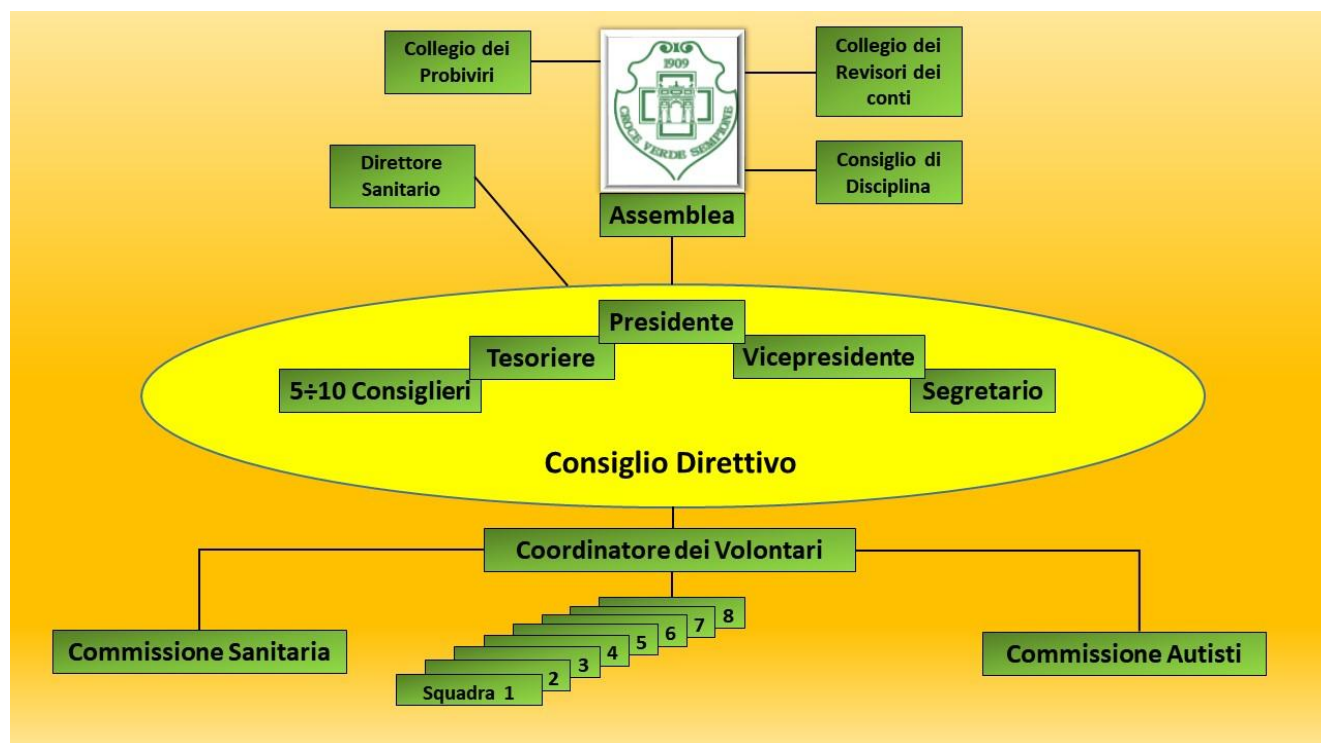 Collegio dei
Probiviri
1909
CROCE VERDE SEMPIONE
Collegio dei
Revisori dei
conti
Direttore
Sanitario
Consiglio di
Disciplina
Assemblea
Presidente
Tesoriere
Vicepresidente
5÷10 Consiglieri
Segretario
Consiglio Direttivo
Coordinatore dei Volontari
8
7
6
5
4
3
2
Squadra 1
Commissione Sanitaria
Commissione Autisti